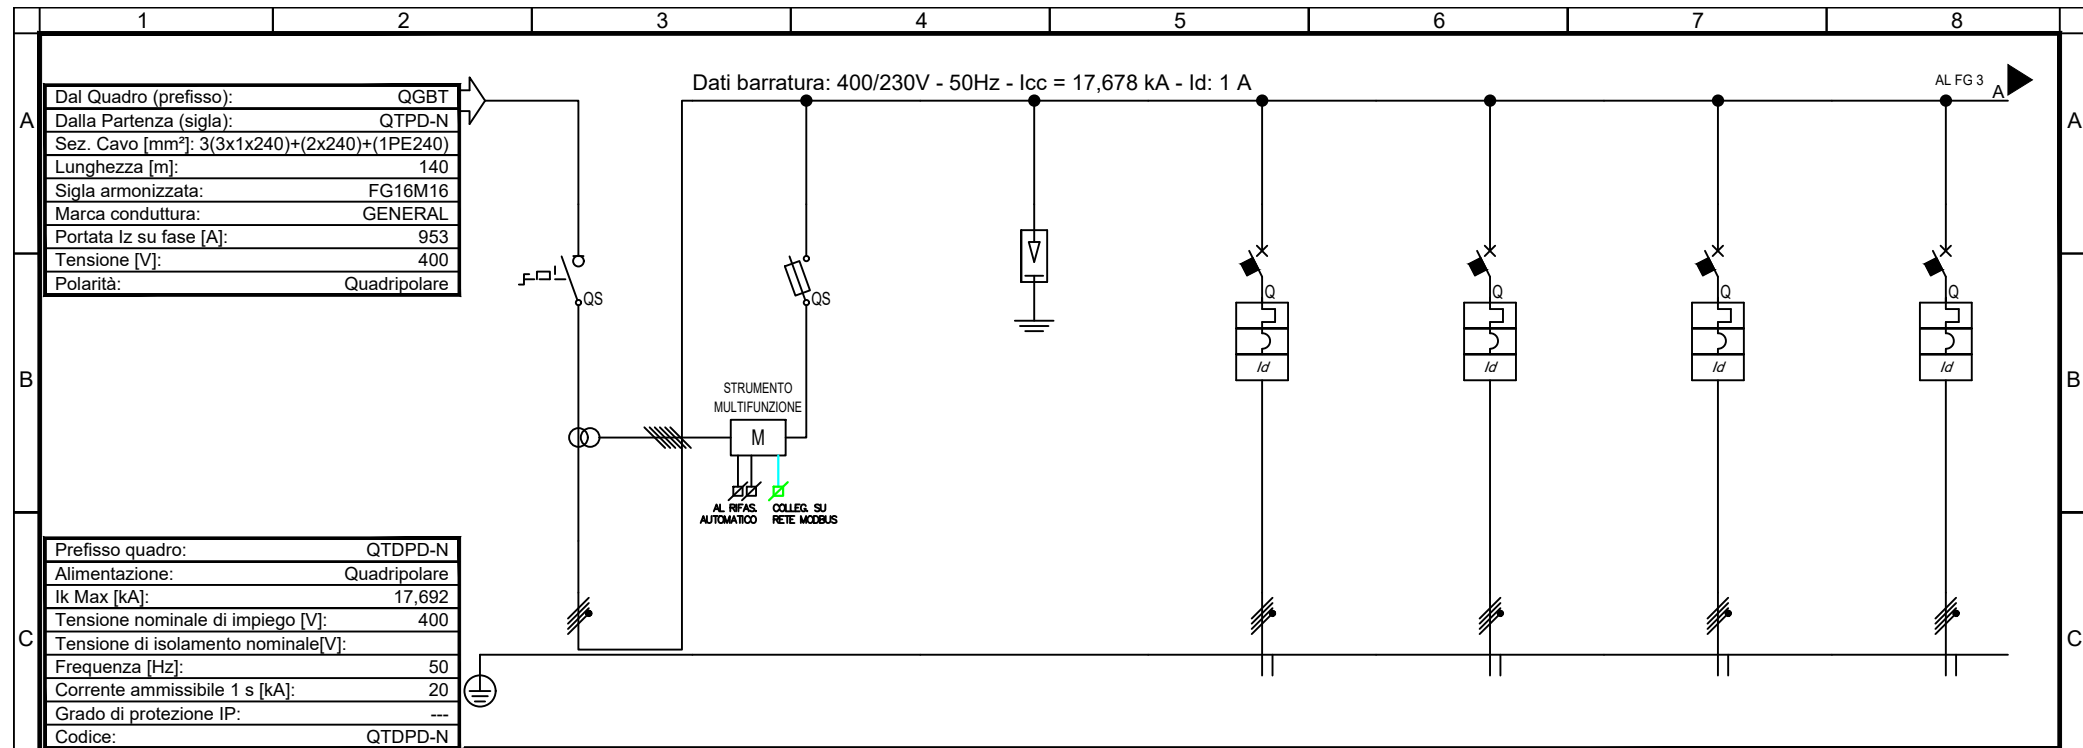 1 2 3 4 5 6 7 8
Dati barratura: 400/230V - 50Hz - Icc = 17,678 kA - Id: 1 A
AL FG 3
A
A
A
Dal Quadro (prefisso): QGBT
Dalla Partenza (sigla): QTPD-N
Sez. Cavo [mm²]: 3(3x1x240)+(2x240)+(1PE240)
Lunghezza [m]: 140
Sigla armonizzata: FG16M16
Marca conduttura: GENERAL
Portata Iz su fase [A]: 953
Tensione [V]: 400
Polarità: Quadripolare
QS
QS
Q
Q
Q
Q
Id
Id
Id
Id
B
B
STRUMENTO
MULTIFUNZIONE
M
AL RIFAS.
AUTOMATICO
COLLEG. SU
RETE MODBUS
Prefisso quadro: QTDPD-N
Alimentazione: Quadripolare
Ik Max [kA]: 17,692
Tensione nominale di impiego [V]: 400
Tensione di isolamento nominale[V]:
Frequenza [Hz]: 50
Corrente ammissibile 1 s [kA]: 20
Grado di protezione IP: ---
Codice: QTDPD-N
C
C